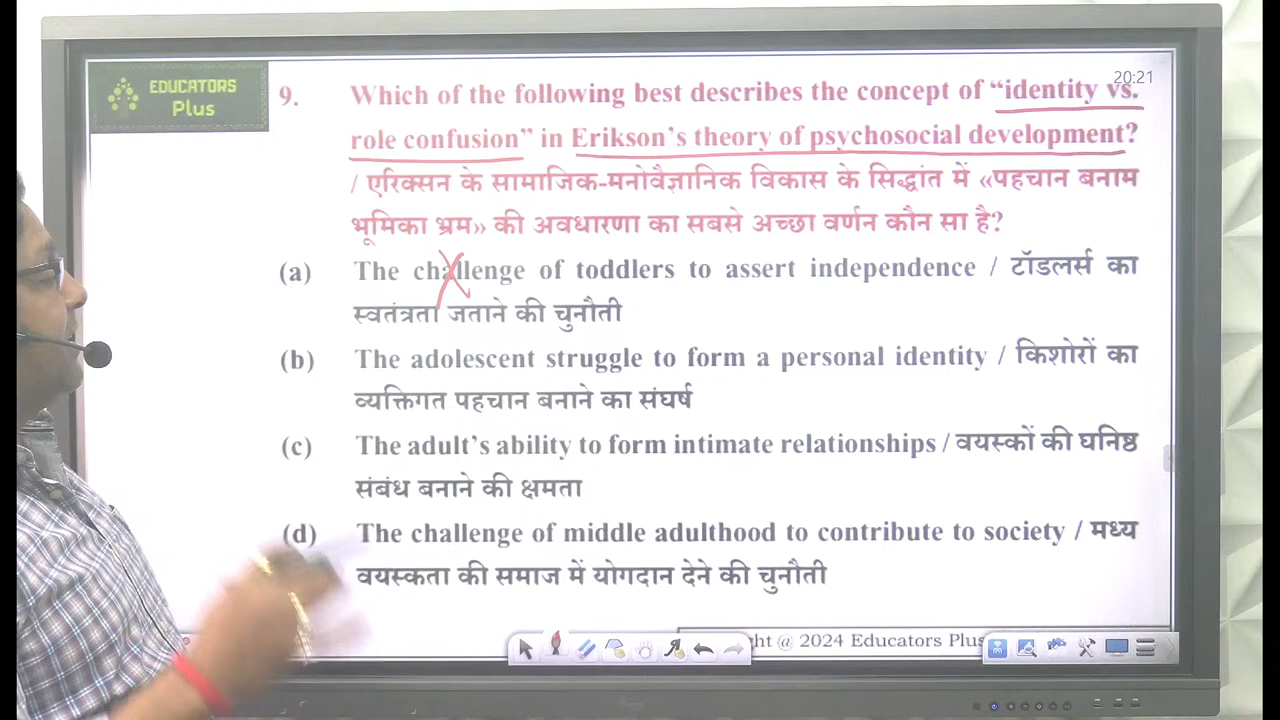 EDUCATORS
Plus
20:21
9. Which of the following best describes the concept of “identity vs.
role confusion” in Erikson’s theory of psychosocial development?
/ एरिक्सन के सामाजिक-मनोवैज्ञानिक विकास के सिद्धांत में «पहचान बनाम
भूमिका भ्रम» की अवधारणा का सबसे अच्छा वर्णन कौन सा है?
(a) The challenge of toddlers to assert independence / टॉडलर्स का
स्वतंत्रता जताने की चुनौती
(b) The adolescent struggle to form a personal identity / किशोरों का
व्यक्तिगत पहचान बनाने का संघर्ष
(c) The adult’s ability to form intimate relationships / वयस्कों की घनिष्ठ
संबंध बनाने की क्षमता
(d) The challenge of middle adulthood to contribute to society / मध्य
वयस्कता की समाज में योगदान देने की चुनौती
ght @ 2024 Educators Plus